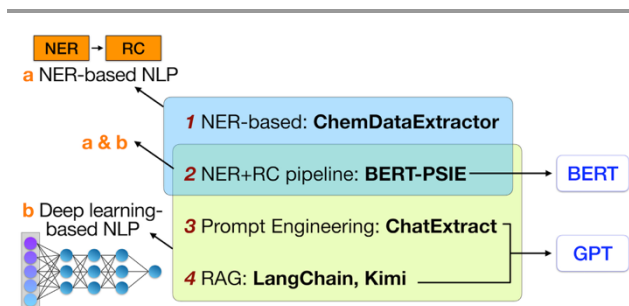 NER → RC
a NER-based NLP
1 NER-based: ChemDataExtractor
a & b
2 NER+RC pipeline: BERT-PSIE
BERT
b Deep learning-
based NLP
3 Prompt Engineering: ChatExtract
GPT
4 RAG: LangChain, Kimi